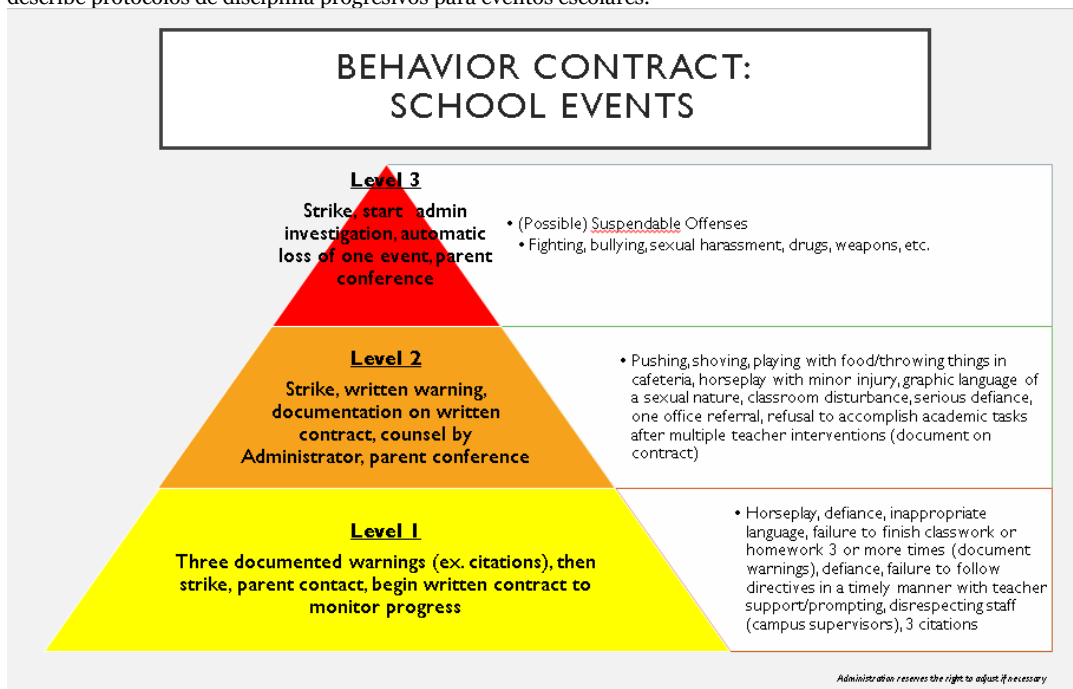 describe protocolos de disciplina progresivos para eventos escolares.
BEHAVIOR CONTRACT:
SCHOOL EVENTS
Level 3
Strike, start admin
investigation, automatic
loss of one event, parent
conference
• (Possible) Suspendable Offenses
• Fighting, bullying, sexual harassment, drugs, weapons, etc.
Level 2
Strike, written warning,
documentation on written
contract, counsel by
Administrator, parent conference
• Pushing, shoving, playing with food/throwing things in
cafeteria, horseplay with minor injury, graphic language of
a sexual nature, classroom disturbance, serious defiance,
one office referral, refusal to accomplish academic tasks
after multiple teacher interventions (document on
contract)
Level 1
Three documented warnings (ex. citations), then
strike, parent contact, begin written contract to
monitor progress
• Horseplay, defiance, inappropriate
language, failure to finish classwork or
homework 3 or more times (document
warnings), defiance, failure to follow
directives in a timely manner with teacher
support/prompting, disrespecting staff
(campus supervisors), 3 citations
Administration reserves the right to adjust if necessary